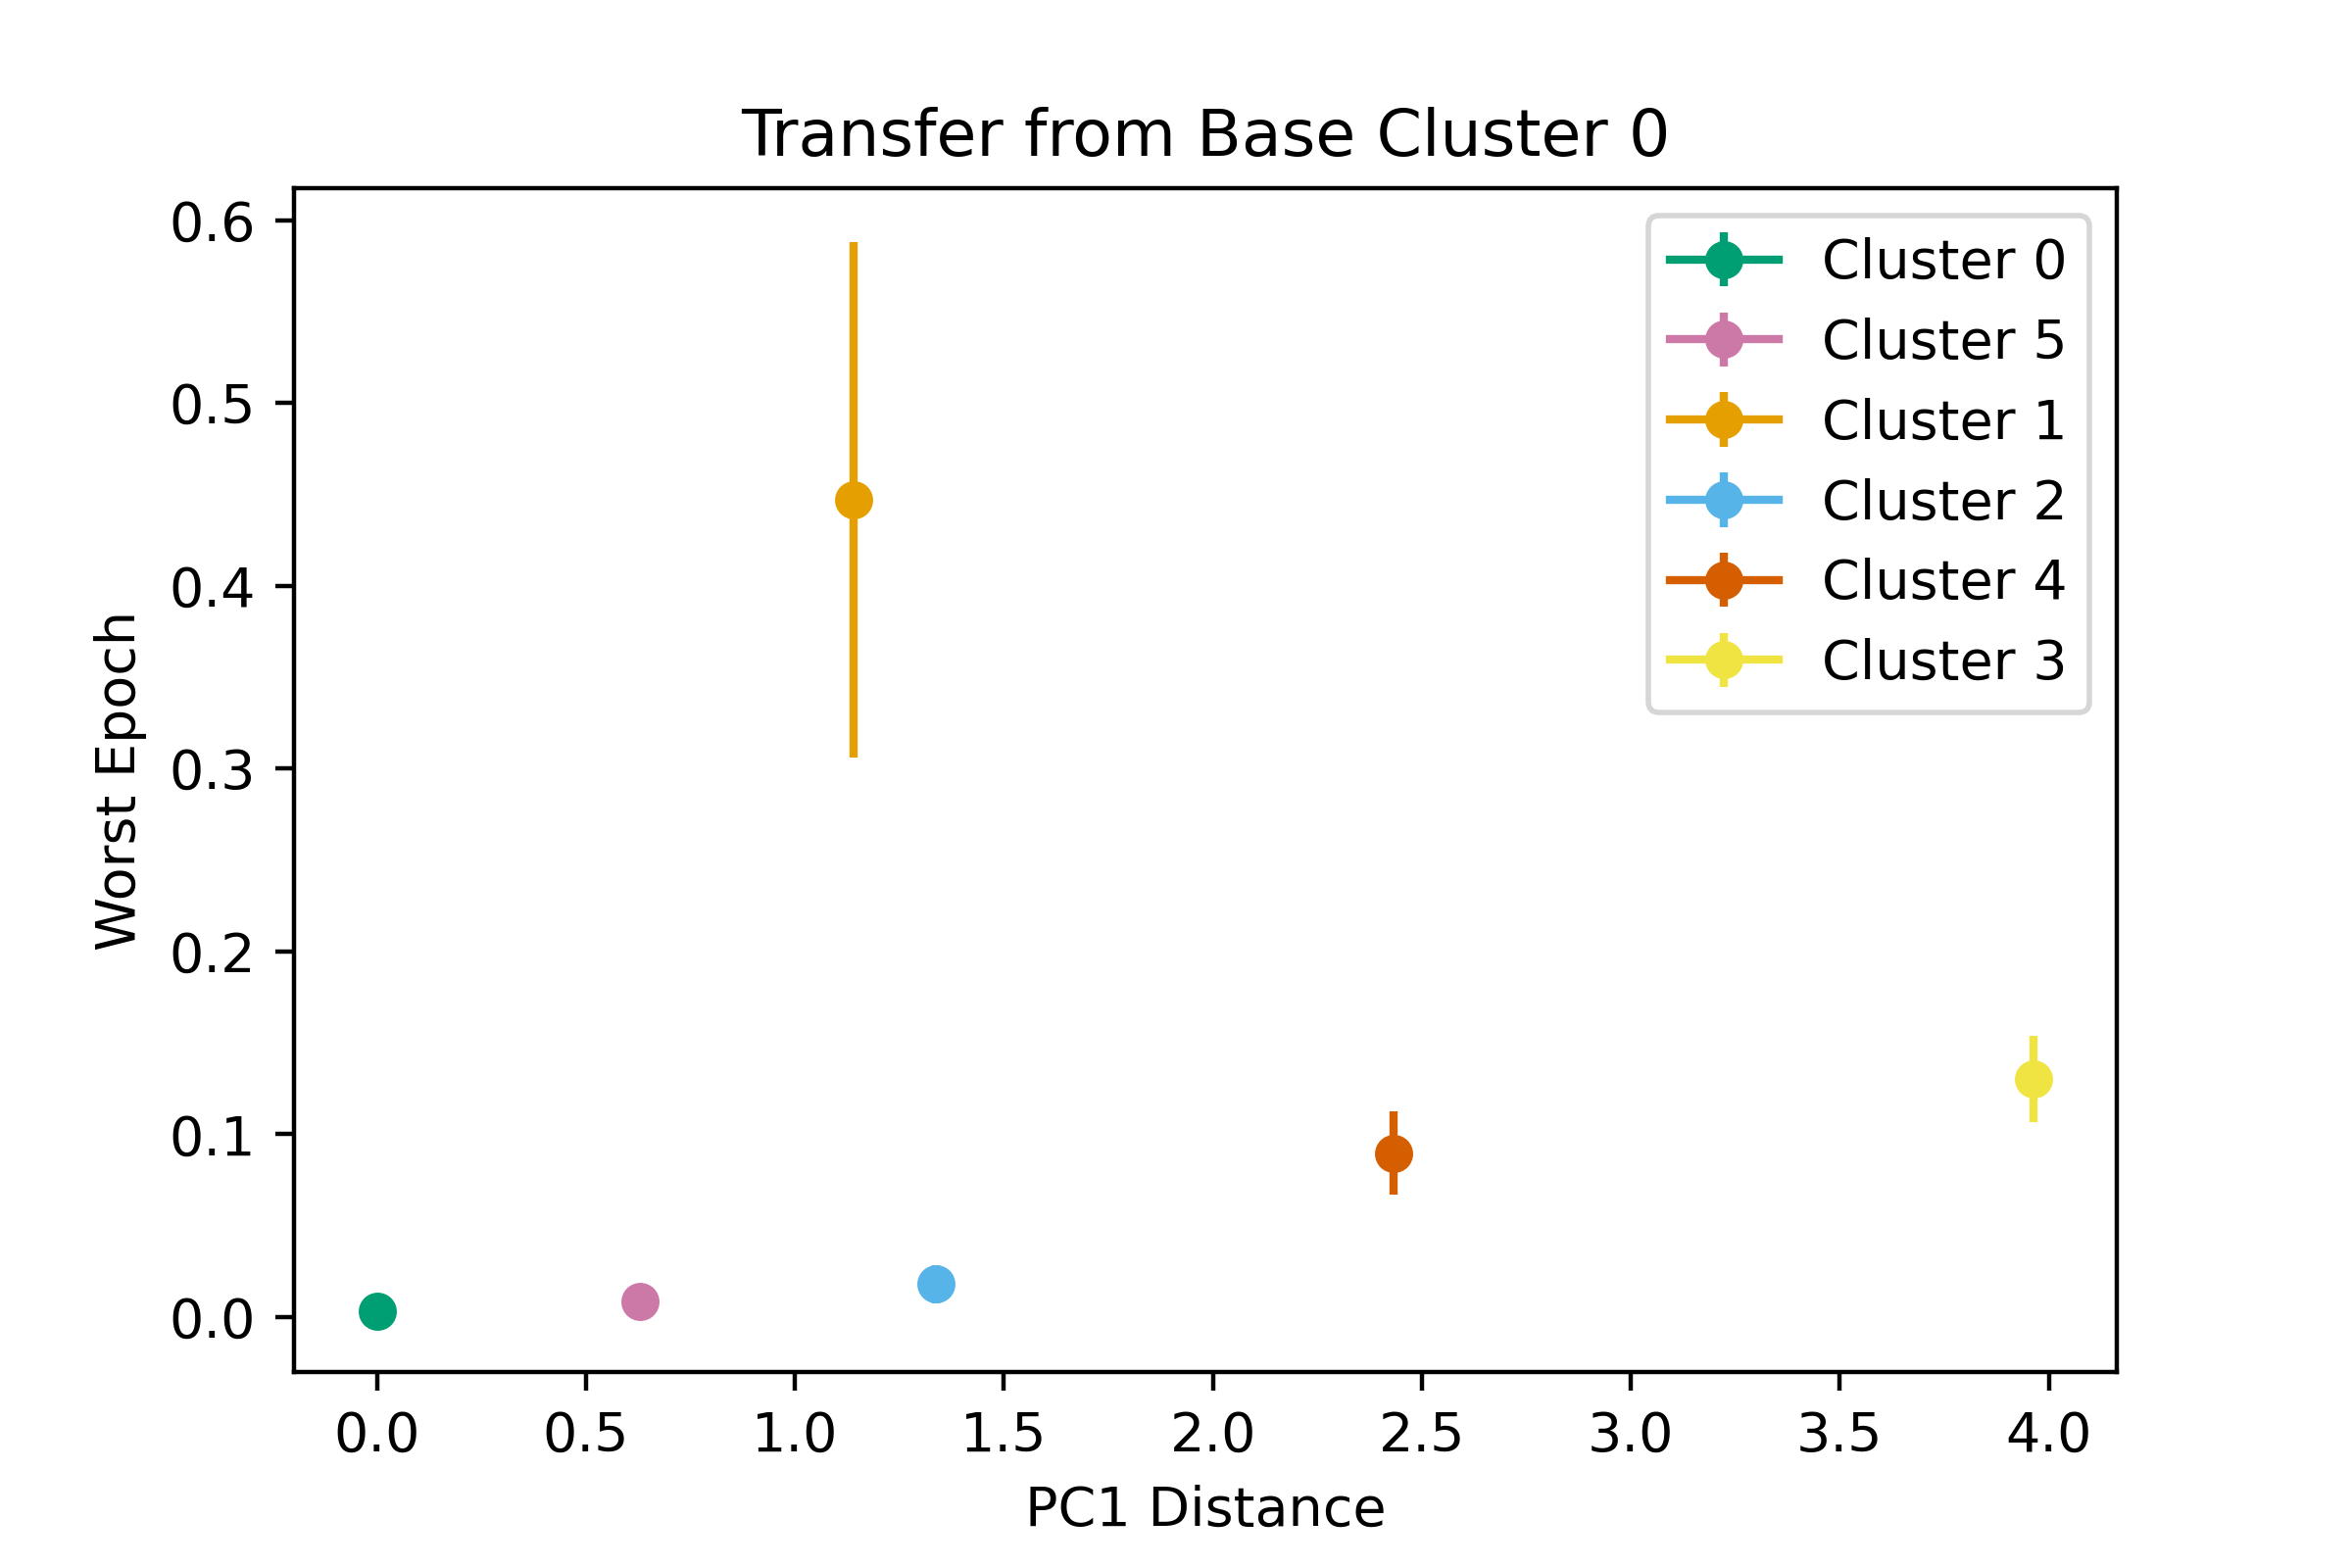 Transfer from Base Cluster 0
Worst Epoch
0.6
0.5
0.4
0.3
0.2
0.1
0.0
Cluster 0
Cluster 5
Cluster 1
Cluster 2
Cluster 4
Cluster 3
0.0 0.5 1.0 1.5 2.0 2.5 3.0 3.5 4.0
PC1 Distance